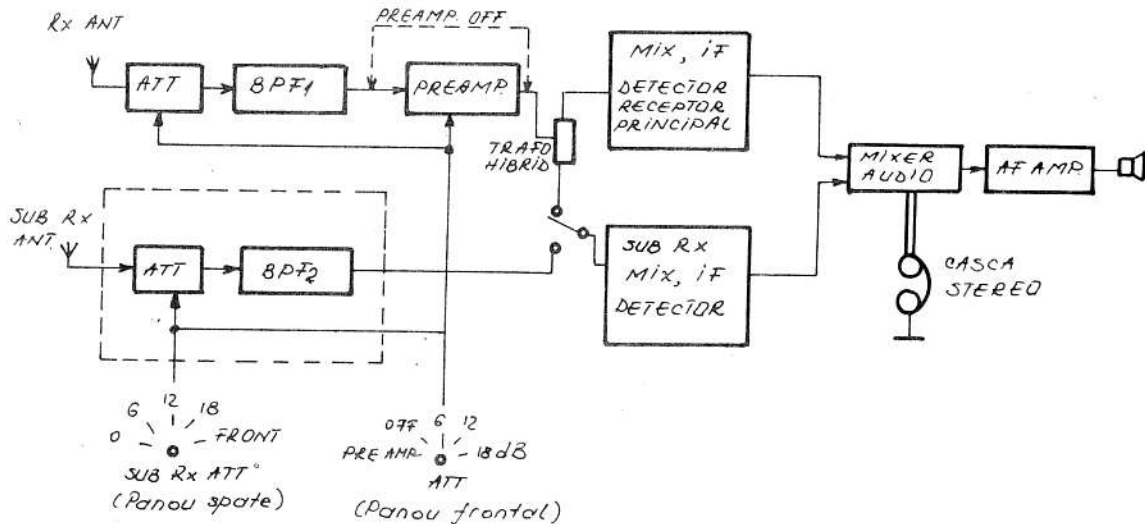 Rx ANT
ATT
BPF1
PREAMP. OFF
PREAMP.
TRAFO
HIBRID
MIX, iF
DETECTOR
RECEPTOR
PRINCIPAL
MIXER
AUDIO
AF AMP.
SUB Rx
ANT.
ATT
BPF2
SUB Rx
MIX, iF
DETECTOR
CASCA
STEREO
0
6
12
18
FRONT
SUB Rx ATT°
(Panou spate)
PREAMP.
OFF
6
12
18dB
ATT
(Panou frontal)